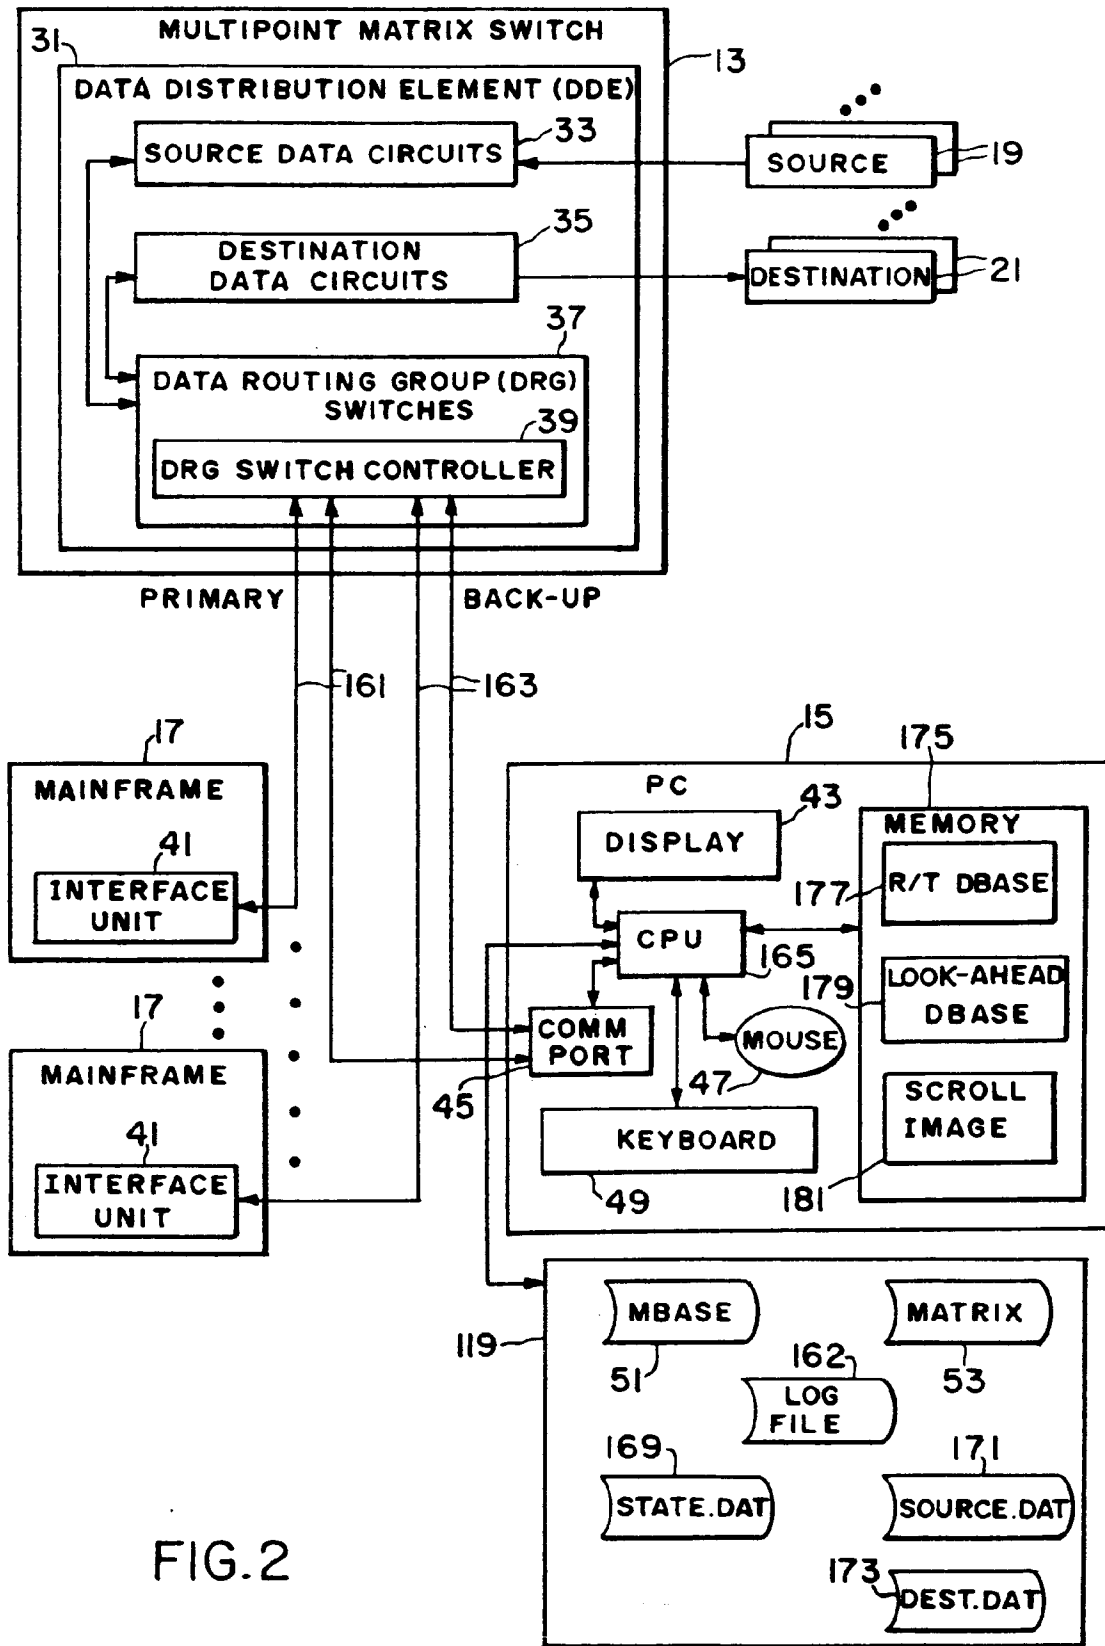 MULTIPOINT MATRIX SWITCH
31
13
DATA DISTRIBUTION ELEMENT (DDE)
33
SOURCE DATA CIRCUITS
SOURCE
19
35
DESTINATION
DATA CIRCUITS
DESTINATION
21
37
DATA ROUTING GROUP (DRG)
SWITCHES
39
DRG SWITCH CONTROLLER
PRIMARY
BACK-UP
161
163
17
MAINFRAME
41
INTERFACE
UNIT
17
MAINFRAME
41
INTERFACE
UNIT
15
175
PC
43
DISPLAY
MEMORY
177
R/T DBASE
CPU
165
179
LOOK-AHEAD
DBASE
COMM
PORT
45
MOUSE
47
SCROLL
IMAGE
181
KEYBOARD
49
119
MBASE
51
MATRIX
53
162
LOG
FILE
169
STATE.DAT
171
SOURCE.DAT
173
DEST.DAT
FIG.2